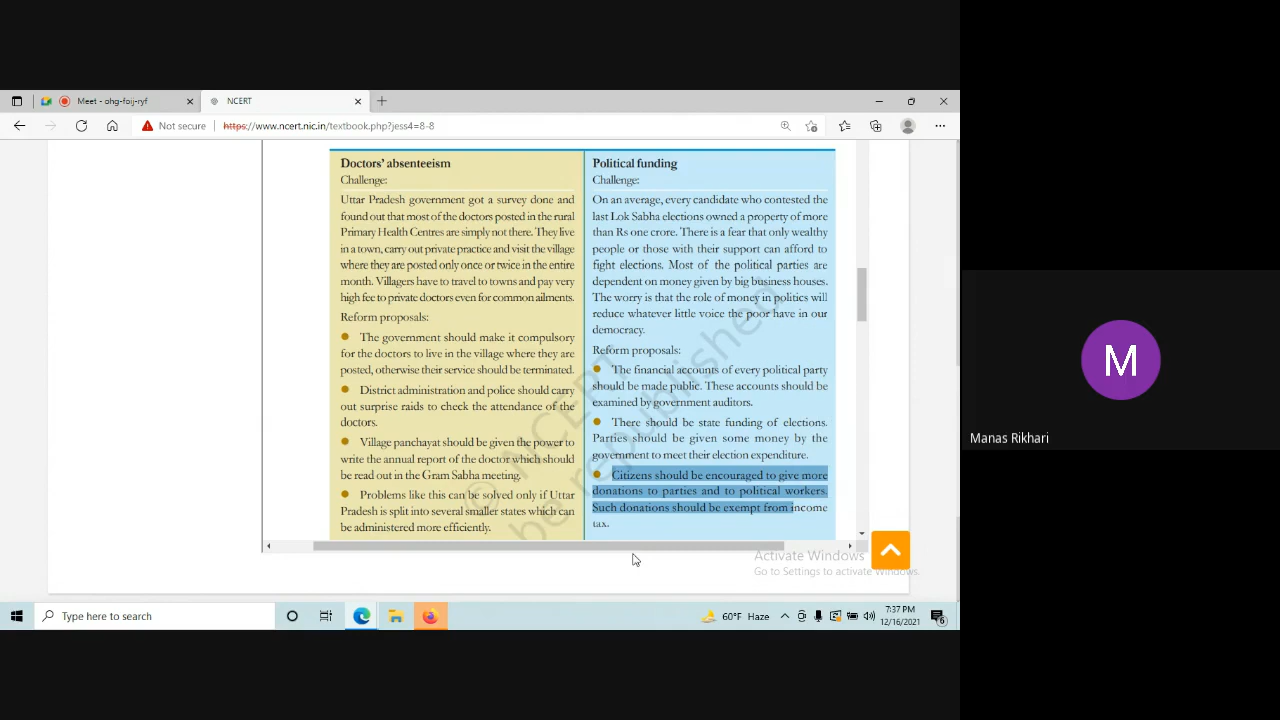 Meet - ohg-foij-ryf
NCERT
Not secure
https://www.ncert.nic.in/textbook.php?jess4=8-8
Doctors' absenteeism
Challenge:
Uttar Pradesh government got a survey done and
found out that most of the doctors posted in the rural
Primary Health Centres are simply not there. They live
in a town, carry out private practice and visit the village
where they are posted only once or twice in the entire
month. Villagers have to travel to towns and pay very
high fee to private doctors even for common ailments.
Reform proposals:
● The government should make it compulsory
for the doctors to live in the village where they are
posted, otherwise their service should be terminated.
● District administration and police should carry
out surprise raids to check the attendance of the
doctors.
● Village panchayat should be given the power to
write the annual report of the doctor which should
be read out in the Gram Sabha meeting.
● Problems like this can be solved only if Uttar
Pradesh is split into several smaller states which can
be administered more efficiently.
Political funding
Challenge:
On an average, every candidate who contested the
last Lok Sabha elections owned a property of more
than Rs one crore. There is a fear that only wealthy
people or those with their support can afford to
fight elections. Most of the political parties are
dependent on money given by big business houses.
The worry is that the role of money in politics will
reduce whatever little voice the poor have in our
democracy.
Reform proposals:
● The financial accounts of every political party
should be made public. These accounts should be
examined by government auditors.
● There should be state funding of elections.
Parties should be given some money by the
government to meet their election expenditure.
● Citizens should be encouraged to give more
donations to parties and to political workers.
Such donations should be exempt from income
tax.
© NCERT
be republished
Activate Windows
Go to Settings to activate Windows.
Type here to search
60°F Haze
7:37 PM
12/16/2021
6
M
Manas Rikhari